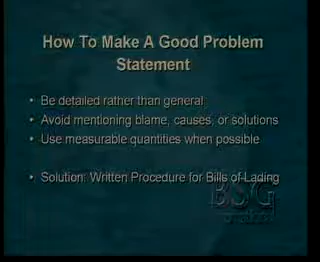 How To Make A Good Problem
Statement
• Be detailed rather than general
• Avoid mentioning blame, causes, or solutions
• Use measurable quantities when possible
• Solution: Written Procedure for Bills of Lading
BSG